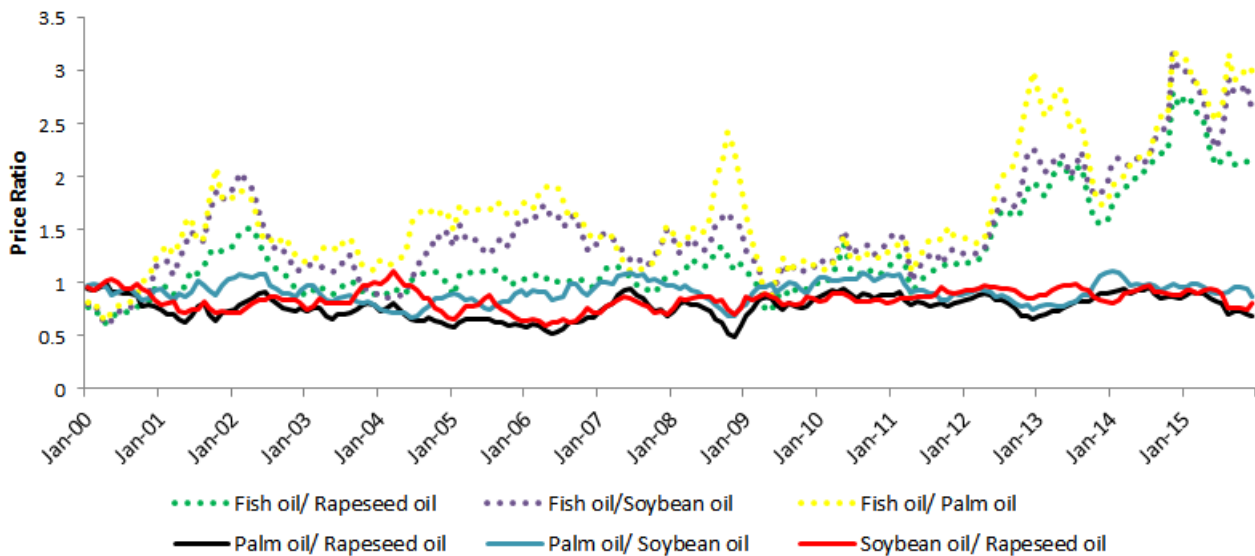 3.5
3
2.5
2
1.5
1
0.5
0
Price Ratio
Jan-00 Jan-01 Jan-02 Jan-03 Jan-04 Jan-05 Jan-06 Jan-07 Jan-08 Jan-09 Jan-10 Jan-11 Jan-12 Jan-13 Jan-14 Jan-15
Fish oil/ Rapeseed oil Fish oil/Soybean oil Fish oil/ Palm oil
Palm oil/ Rapeseed oil Palm oil/ Soybean oil Soybean oil/ Rapeseed oil